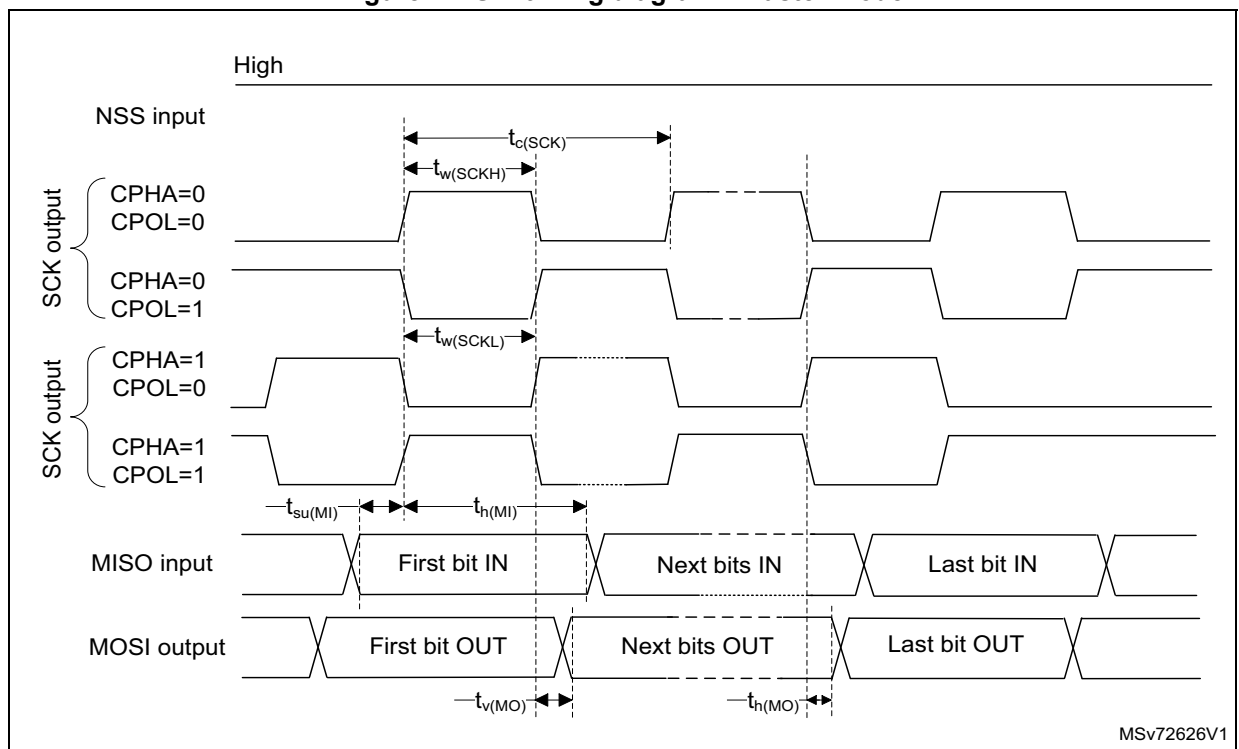 High
NSS input
tc(SCK)
tw(SCKH)
SCK output
CPHA=0
CPOL=0
CPHA=0
CPOL=1
tw(SCKL)
SCK output
CPHA=1
CPOL=0
CPHA=1
CPOL=1
tsu(MI)
th(MI)
MISO input
First bit IN
Next bits IN
Last bit IN
MOSI output
First bit OUT
Next bits OUT
Last bit OUT
tv(MO)
th(MO)
MSv72626V1